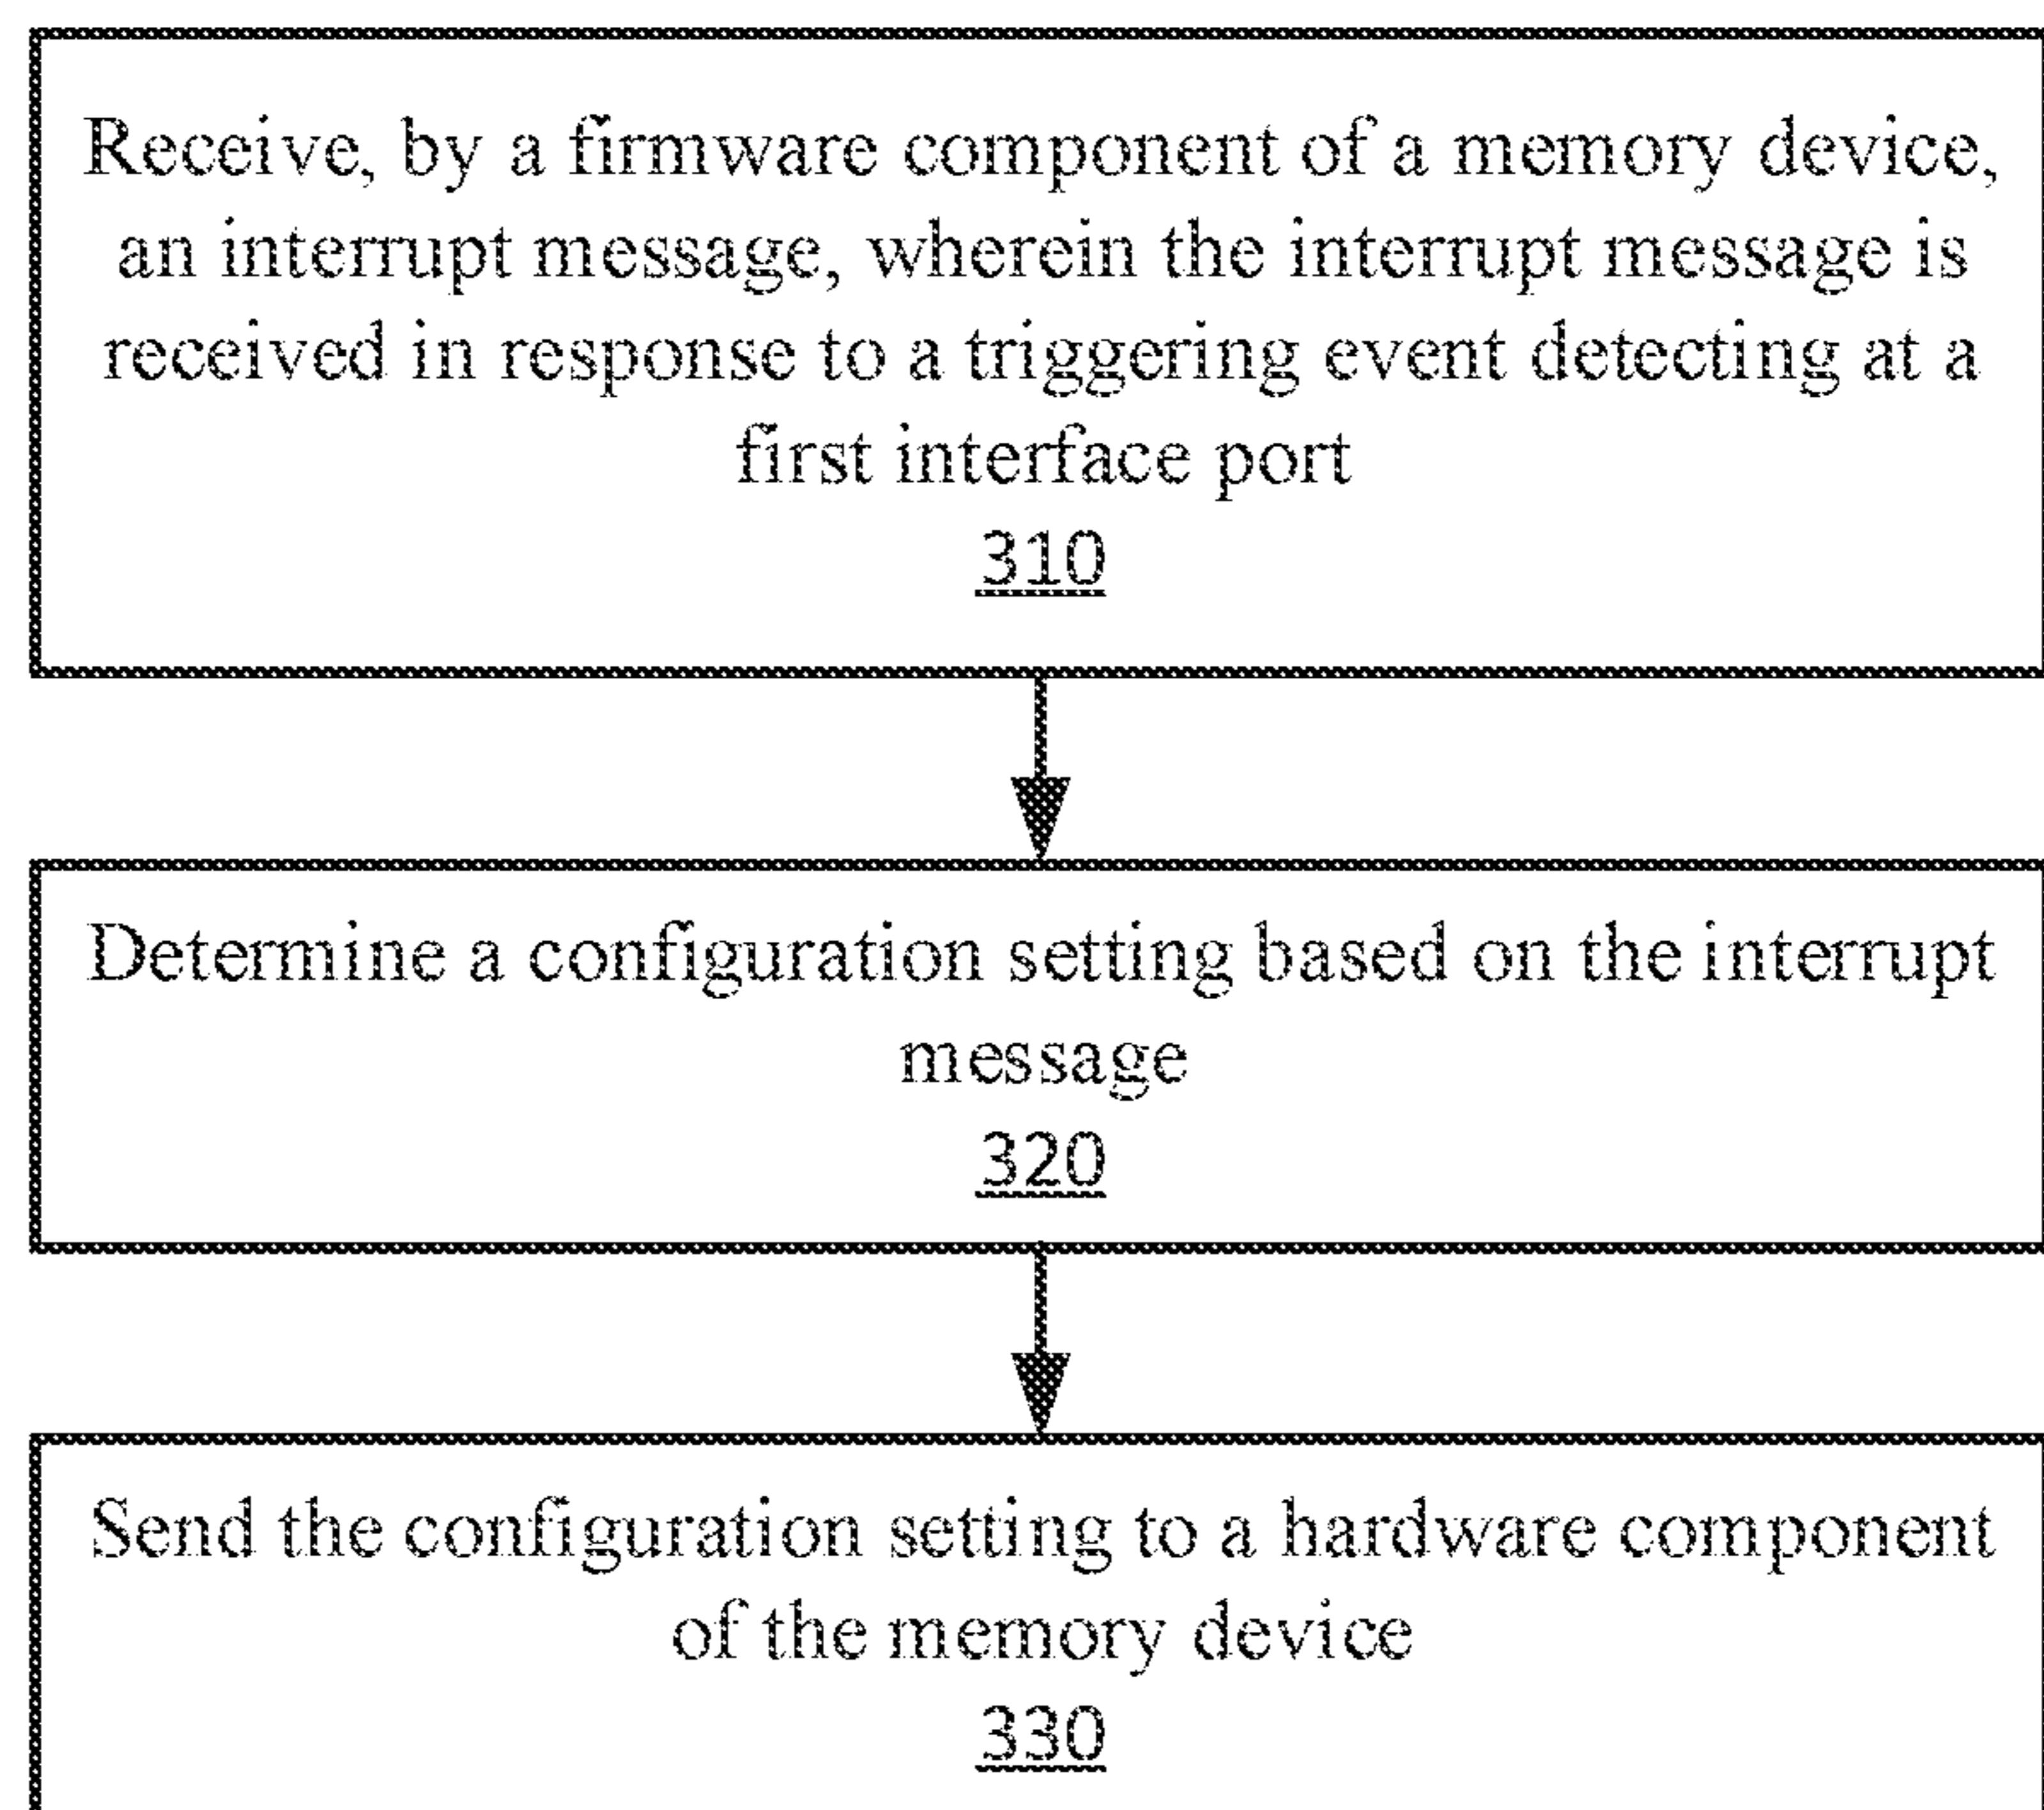 Receive, by a firmware component of a memory device,
an interrupt message, wherein the interrupt message is
received in response to a triggering event detecting at a
first interface port
310
Determine a configuration setting based on the interrupt
message
320
Send the configuration setting to a hardware component
of the memory device
330